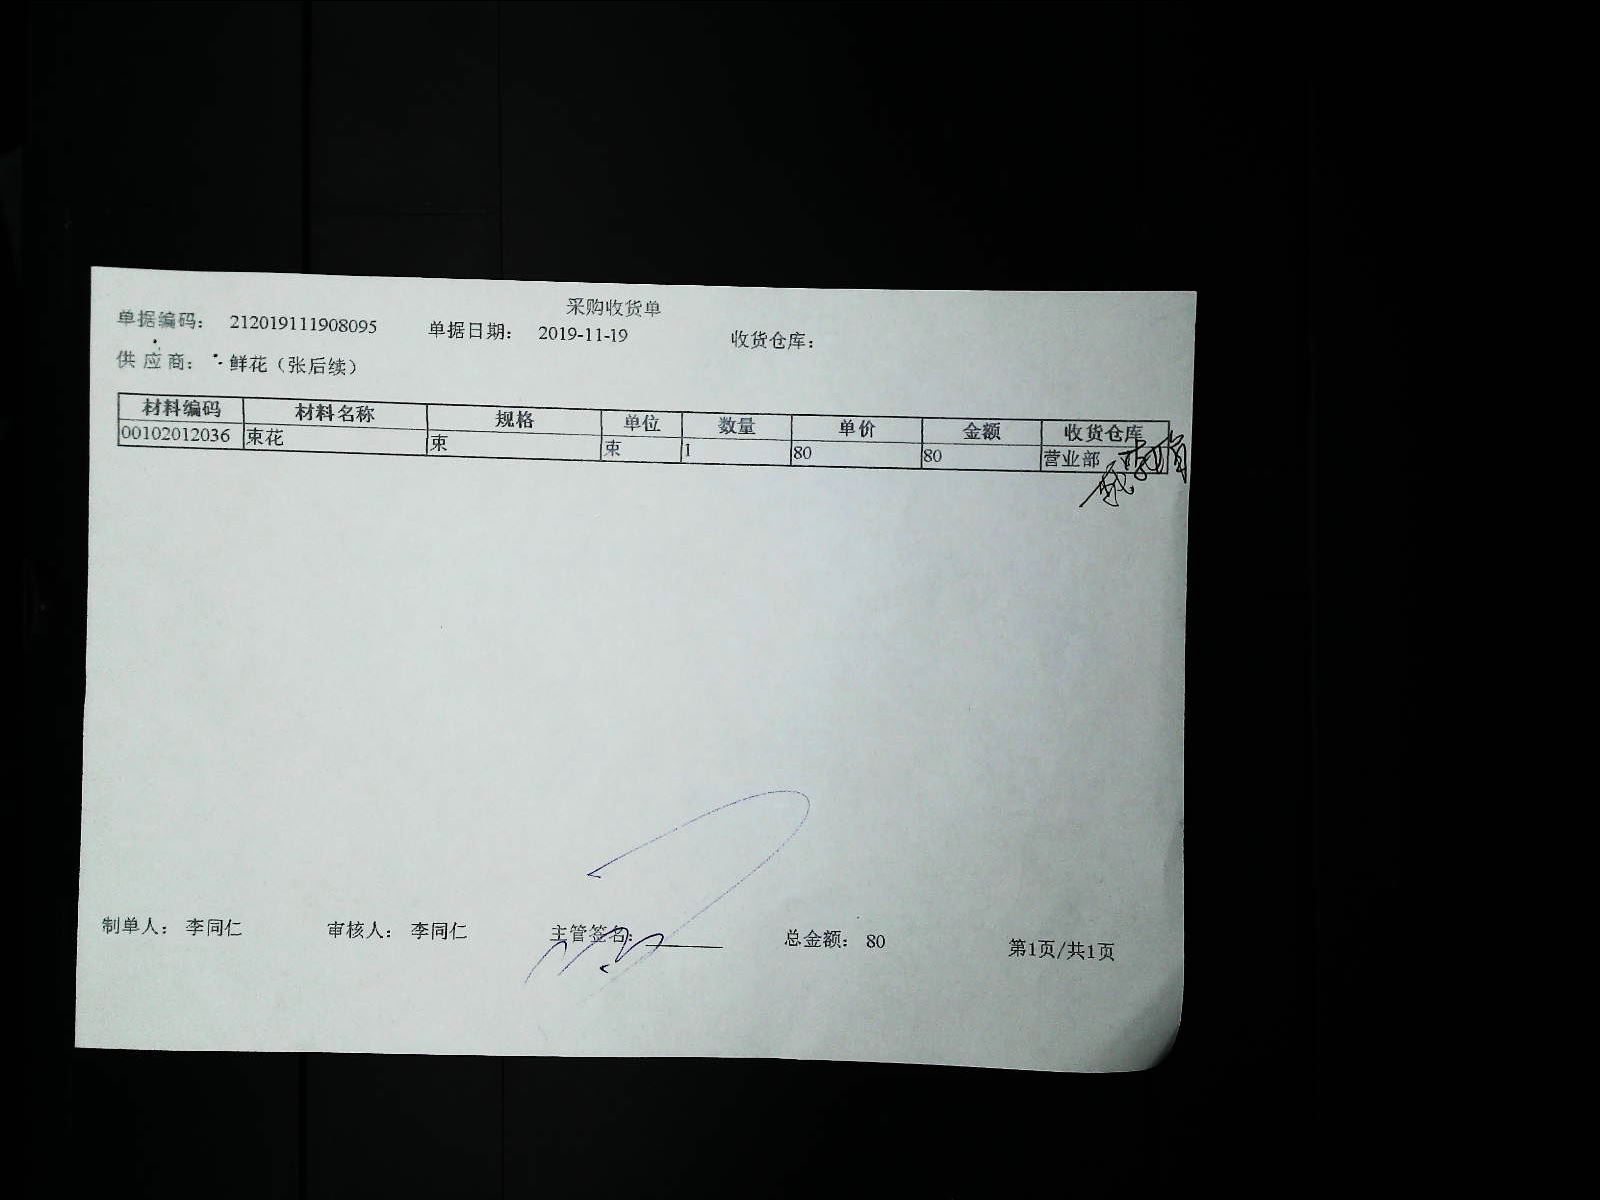 采购收货单
单据编码： 212019111908095 单据日期： 2019-11-19 收货仓库：
供 应 商： 鲜花（张后续）
材料编码 材料名称 规格 单位 数量 单价 金额 收货仓库
00102012036 束花 束 束 1 80 80 营业部
制单人： 李同仁 审核人： 李同仁 主管签名： 总金额： 80 第1页/共1页